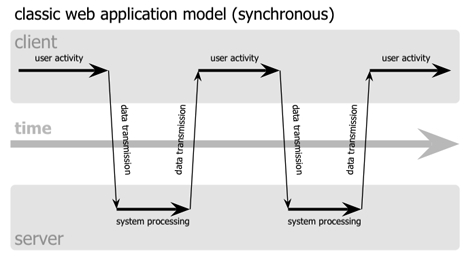 classic web application model (synchronous)
client
user activity
user activity
user activity
data transmission
data transmission
data transmission
data transmission
time
system processing
system processing
server